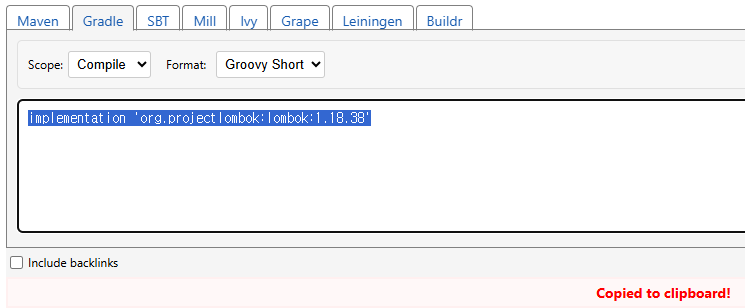 Maven Gradle SBT Mill Ivy Grape Leiningen Buildr
Scope: Compile Format: Groovy Short
implementation 'org.projectlombok:lombok:1.18.38'
Include backlinks
Copied to clipboard!